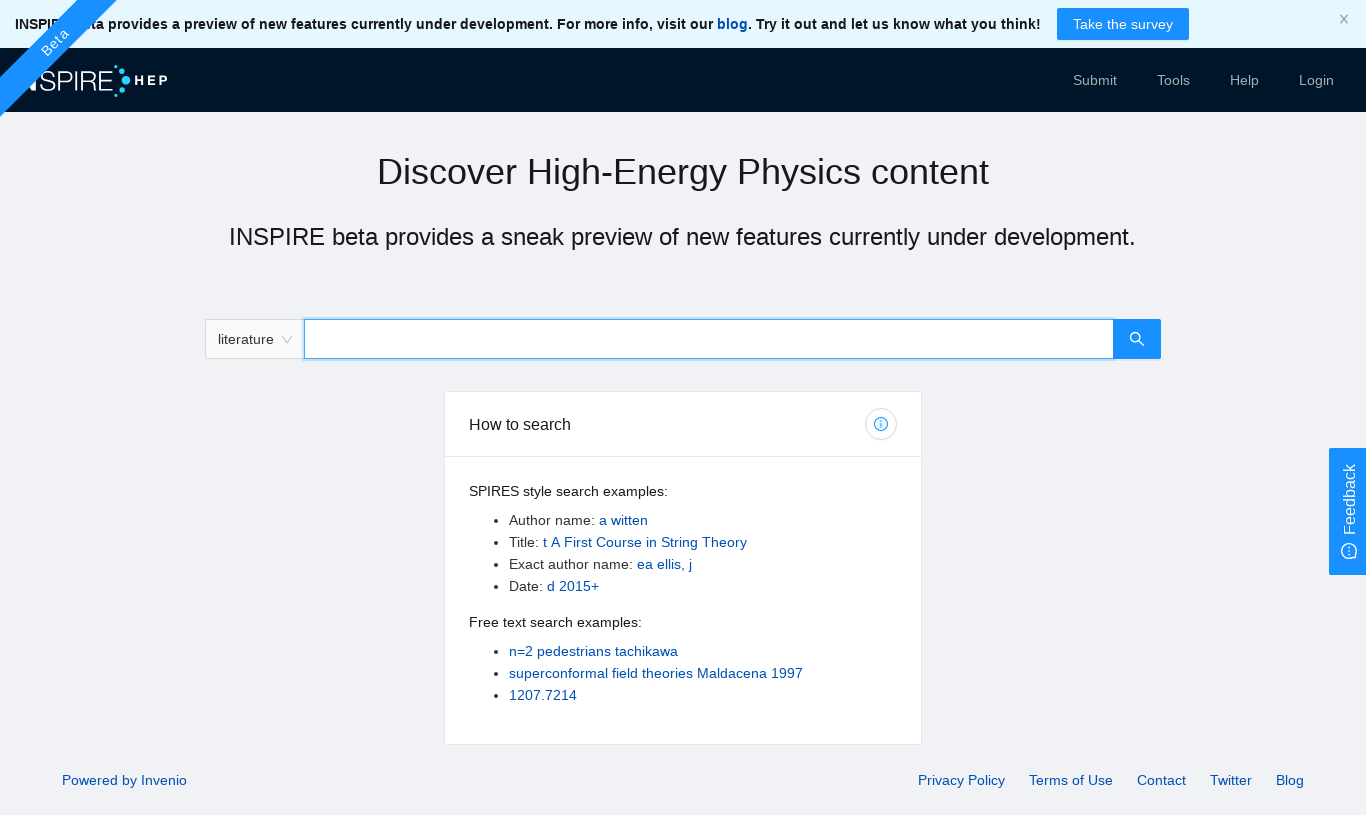 beta provides a preview of new features currently under development. For more info, visit our blog. Try it out and let us know what you think!
Take the survey
Beta
INSPIRE HEP
Submit
Tools
Help
Login
Discover High-Energy Physics content
INSPIRE beta provides a sneak preview of new features currently under development.
literature
How to search
SPIRES style search examples:
Author name: a witten
Title: t A First Course in String Theory
Exact author name: ea ellis, j
Date: d 2015+
Free text search examples:
n=2 pedestrians tachikawa
superconformal field theories Maldacena 1997
1207.7214
Feedback
Powered by Invenio
Privacy Policy
Terms of Use
Contact
Twitter
Blog